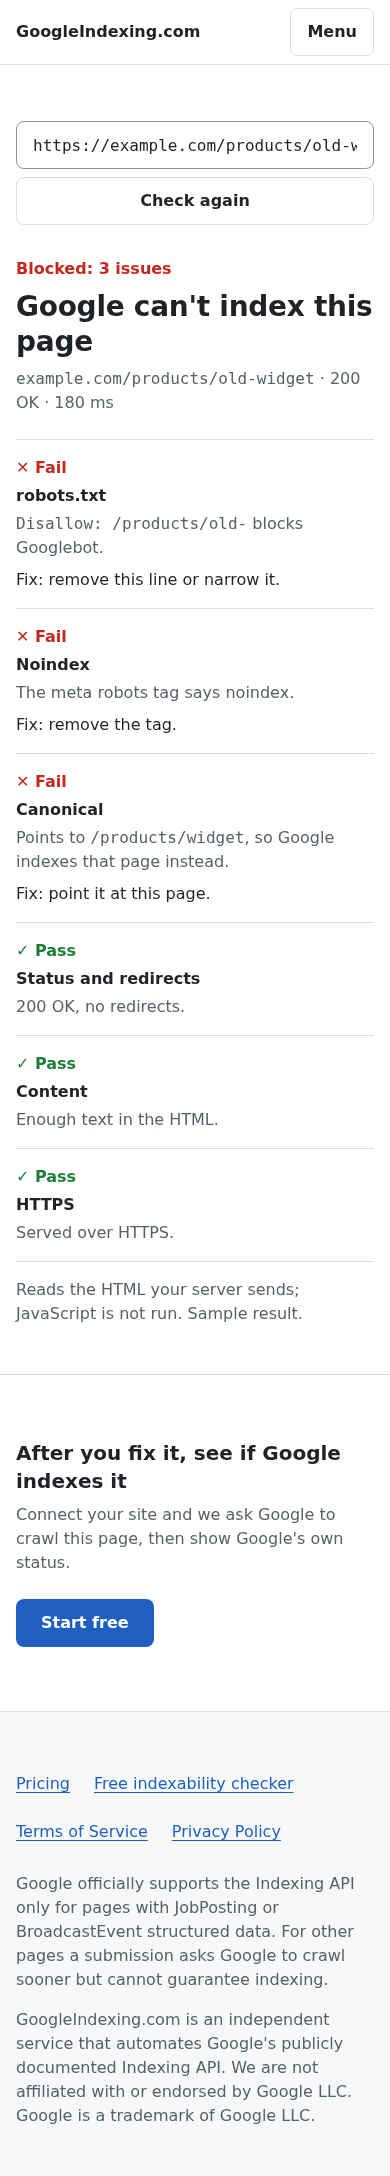 GoogleIndexing.com
Menu
https://example.com/products/old-w
Check again
Blocked: 3 issues
Google can't index this
page
example.com/products/old-widget · 200
OK · 180 ms
✕ Fail
robots.txt
Disallow: /products/old- blocks
Googlebot.
Fix: remove this line or narrow it.
✕ Fail
Noindex
The meta robots tag says noindex.
Fix: remove the tag.
✕ Fail
Canonical
Points to /products/widget, so Google
indexes that page instead.
Fix: point it at this page.
✓ Pass
Status and redirects
200 OK, no redirects.
✓ Pass
Content
Enough text in the HTML.
✓ Pass
HTTPS
Served over HTTPS.
Reads the HTML your server sends;
JavaScript is not run. Sample result.
After you fix it, see if Google
indexes it
Connect your site and we ask Google to
crawl this page, then show Google's own
status.
Start free
Pricing Free indexability checker
Terms of Service Privacy Policy
Google officially supports the Indexing API
only for pages with JobPosting or
BroadcastEvent structured data. For other
pages a submission asks Google to crawl
sooner but cannot guarantee indexing.
GoogleIndexing.com is an independent
service that automates Google's publicly
documented Indexing API. We are not
affiliated with or endorsed by Google LLC.
Google is a trademark of Google LLC.